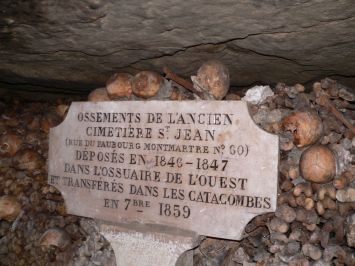 OSSEMENTS DE L'ANCIEN
CIMETIÈRE St JEAN
(RUE DU FAUBOURG MONTMARTRE No 60)
DÉPOSÉS EN 1846-1847
DANS L'OSSUAIRE DE L'OUEST
ET TRANSFÉRÉS DANS LES CATACOMBES
EN 7BRE - 1859